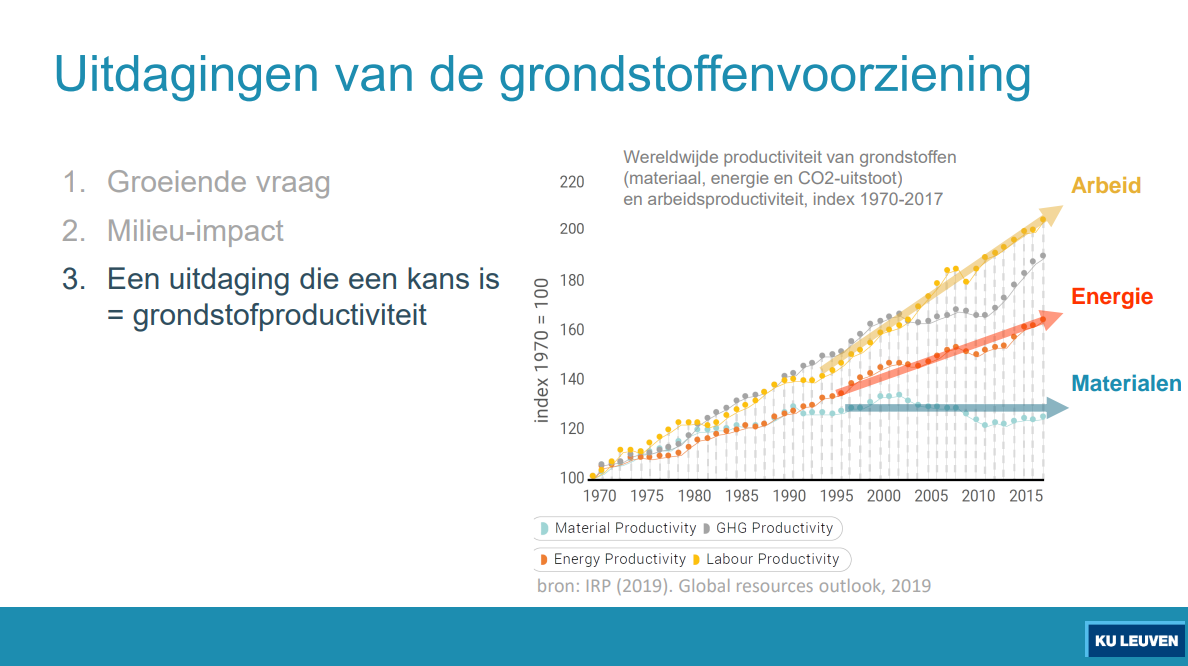 Uitdagingen van de grondstoffenvoorziening
1. Groeiende vraag
2. Milieu-impact
3. Een uitdaging die een kans is
= grondstofproductiviteit
Wereldwijde productiviteit van grondstoffen
(materiaal, energie en CO2-uitstoot)
en arbeidsproductiviteit, index 1970-2017
index 1970 = 100
220
200
180
160
140
120
100
1970 1975 1980 1985 1990 1995 2000 2005 2010 2015
Arbeid
Energie
Materialen
Material Productivity GHG Productivity
Energy Productivity Labour Productivity
bron: IRP (2019). Global resources outlook, 2019
KU LEUVEN